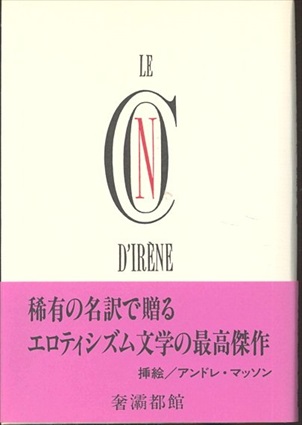 LE
CON
D'IRÈNE
稀有の名訳で贈る
エロティシズム文学の最高傑作
挿絵／アンドレ・マッソン
奢灞都館